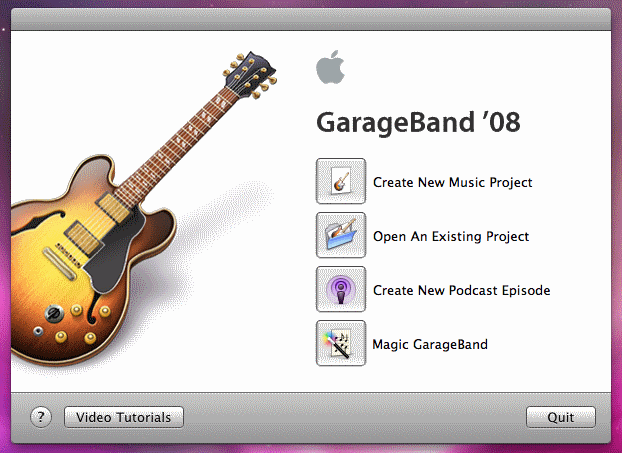 GarageBand ’08
Create New Music Project
Open An Existing Project
Create New Podcast Episode
Magic GarageBand
? Video Tutorials Quit